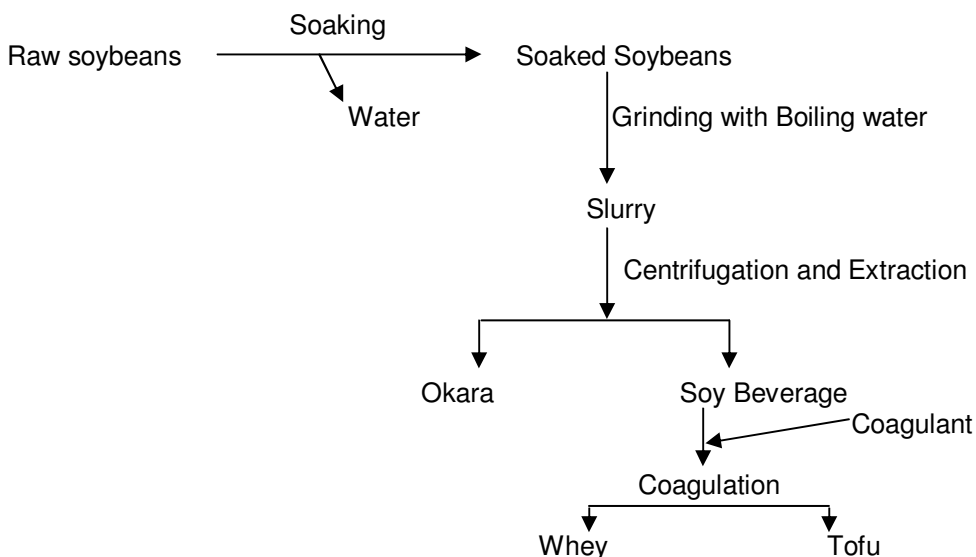 Soaking
Raw soybeans
Soaked Soybeans
Water
Grinding with Boiling water
Slurry
Centrifugation and Extraction
Okara
Soy Beverage
Coagulant
Coagulation
Whey
Tofu